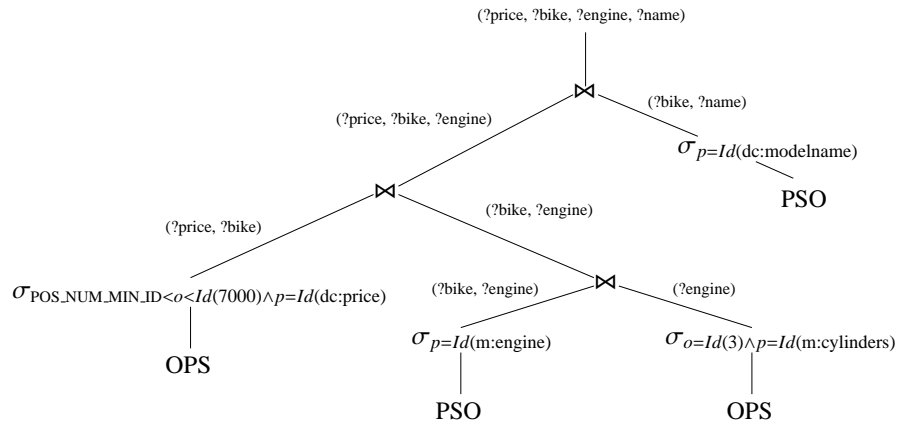 (?price, ?bike, ?engine, ?name)
⋈
(?price, ?bike, ?engine)
(?bike, ?name)
σp=Id(dc:modelname)
PSO
⋈
(?price, ?bike)
(?bike, ?engine)
σPOS_NUM_MIN_ID<o<Id(7000)∧p=Id(dc:price)
OPS
⋈
(?bike, ?engine)
(?engine)
σp=Id(m:engine)
σo=Id(3)∧p=Id(m:cylinders)
PSO
OPS